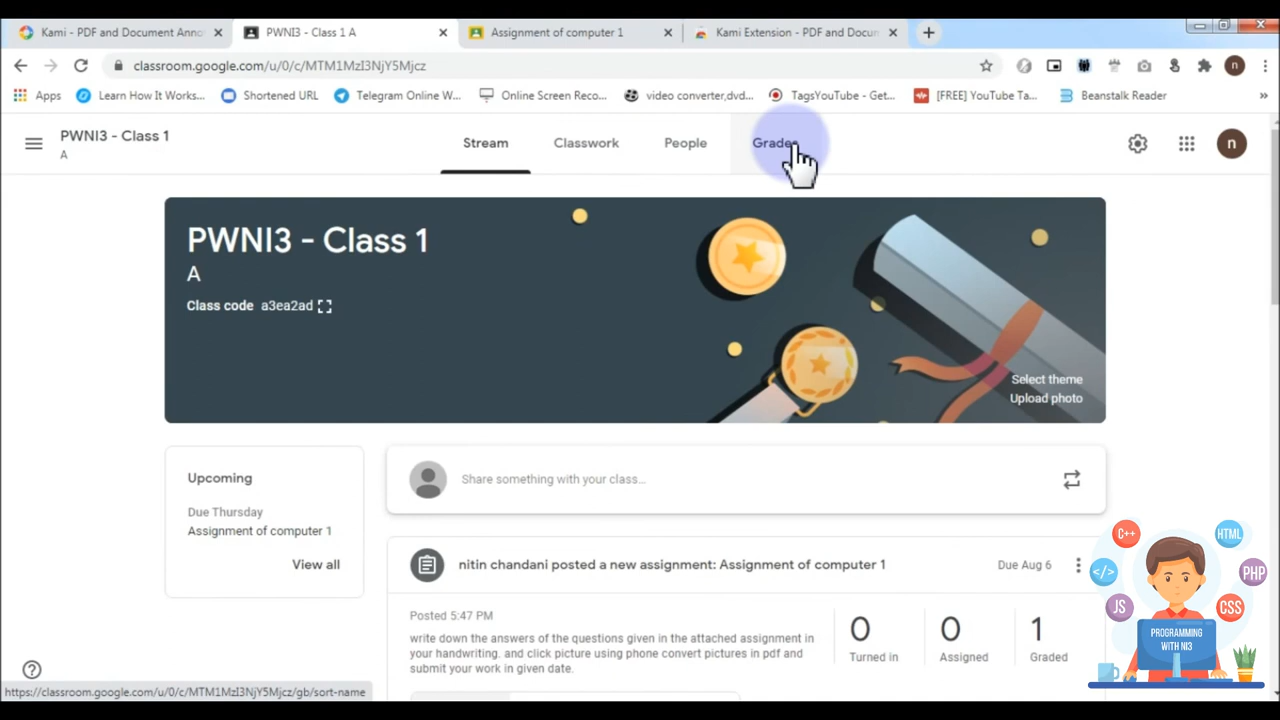 Kami - PDF and Document Anno
PWNI3 - Class 1 A
Assignment of computer 1
Kami Extension - PDF and Docun
classroom.google.com/u/0/c/MTM1MzI3NjY5Mjcz
n
Apps
Learn How It Works...
Shortened URL
Telegram Online W...
Online Screen Reco...
video converter,dvd...
TagsYouTube - Get...
[FREE] YouTube Ta...
Beanstalk Reader
»
PWNI3 - Class 1
A
Stream
Classwork
People
Grades
n
PWNI3 - Class 1
A
Class code a3ea2ad
Select theme
Upload photo
Upcoming
Due Thursday
Assignment of computer 1
View all
Share something with your class...
nitin chandani posted a new assignment: Assignment of computer 1
Due Aug 6
Posted 5:47 PM
write down the answers of the questions given in the attached assignment in
your handwriting. and click picture using phone convert pictures in pdf and
submit your work in given date.
0
Turned in
0
Assigned
1
Graded
C++
HTML
</>
PHP
JS
CSS
PROGRAMMING
WITH NI3
https://classroom.google.com/u/0/c/MTM1MzI3NjY5Mjcz/gb/sort-name